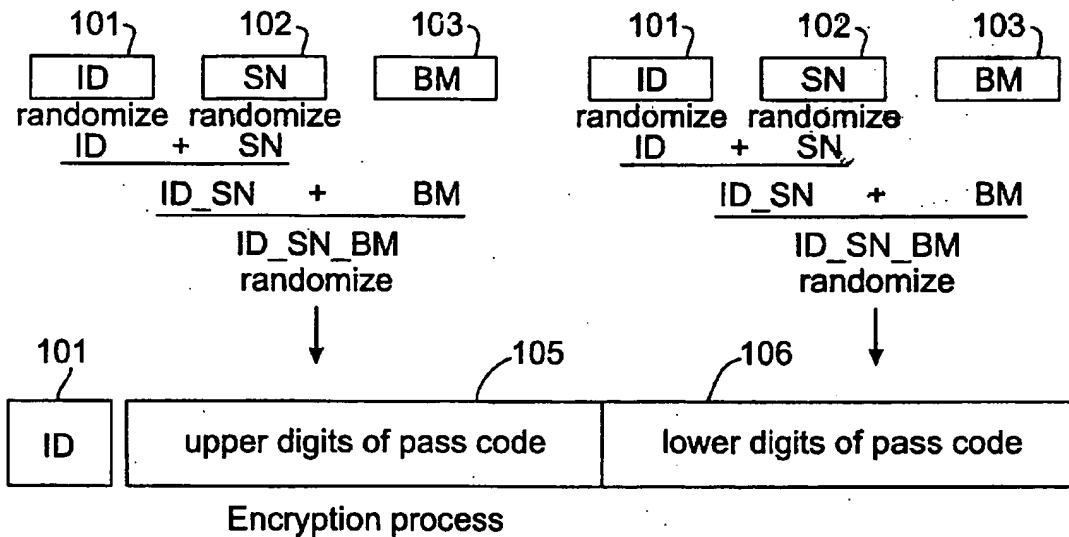 101 102 103 101 102 103
ID SN BM ID SN BM
randomize randomize randomize randomize
ID + SN ID + SN
ID_SN + BM ID_SN + BM
ID_SN_BM ID_SN_BM
randomize randomize
101 105 106
ID upper digits of pass code lower digits of pass code
Encryption process